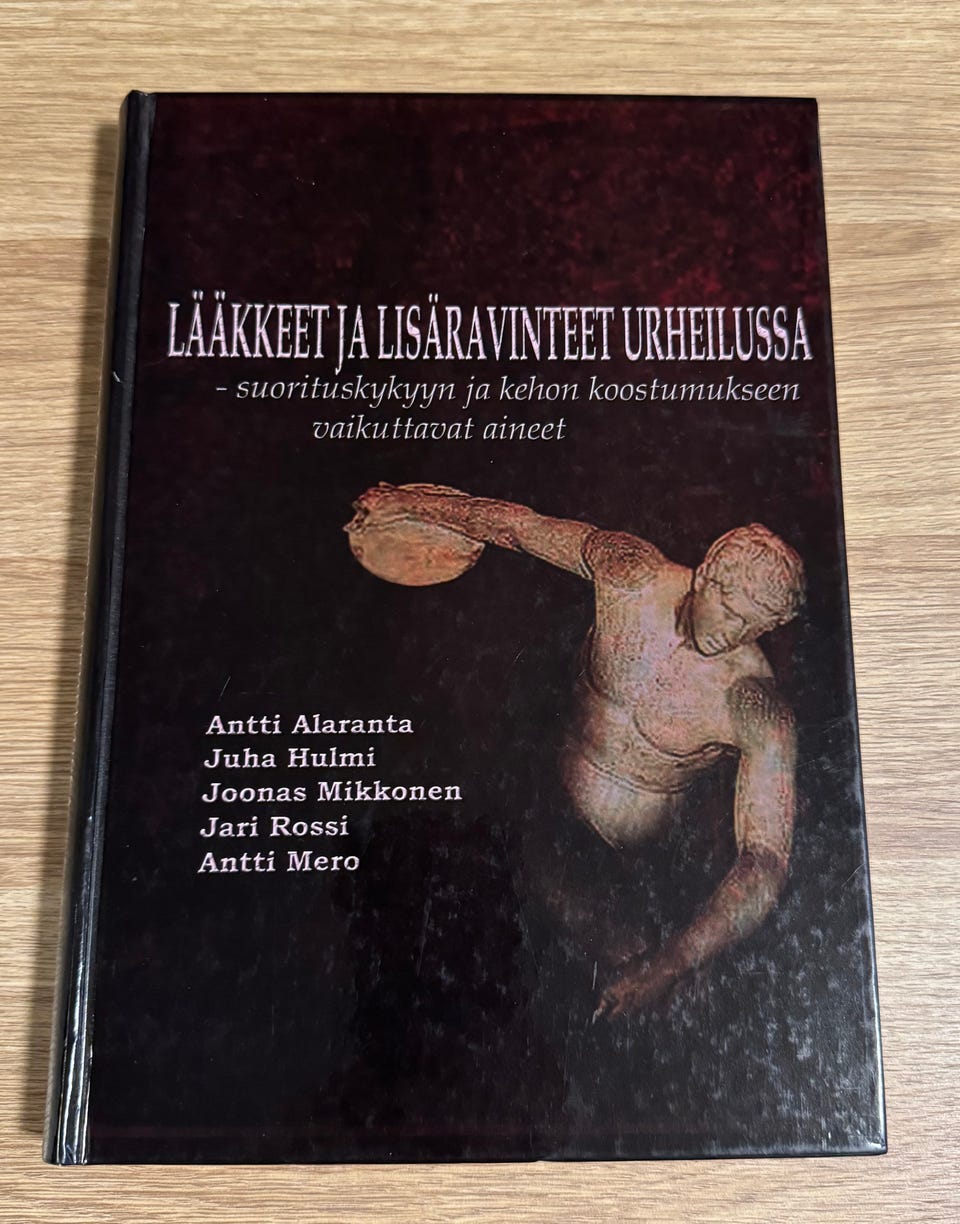 LÄÄKKEET JA LISÄRAVINTEET URHEILUSSA
- suorituskykyyn ja kehon koostumukseen
vaikuttavat aineet
Antti Alaranta
Juha Hulmi
Joonas Mikkonen
Jari Rossi
Antti Mero